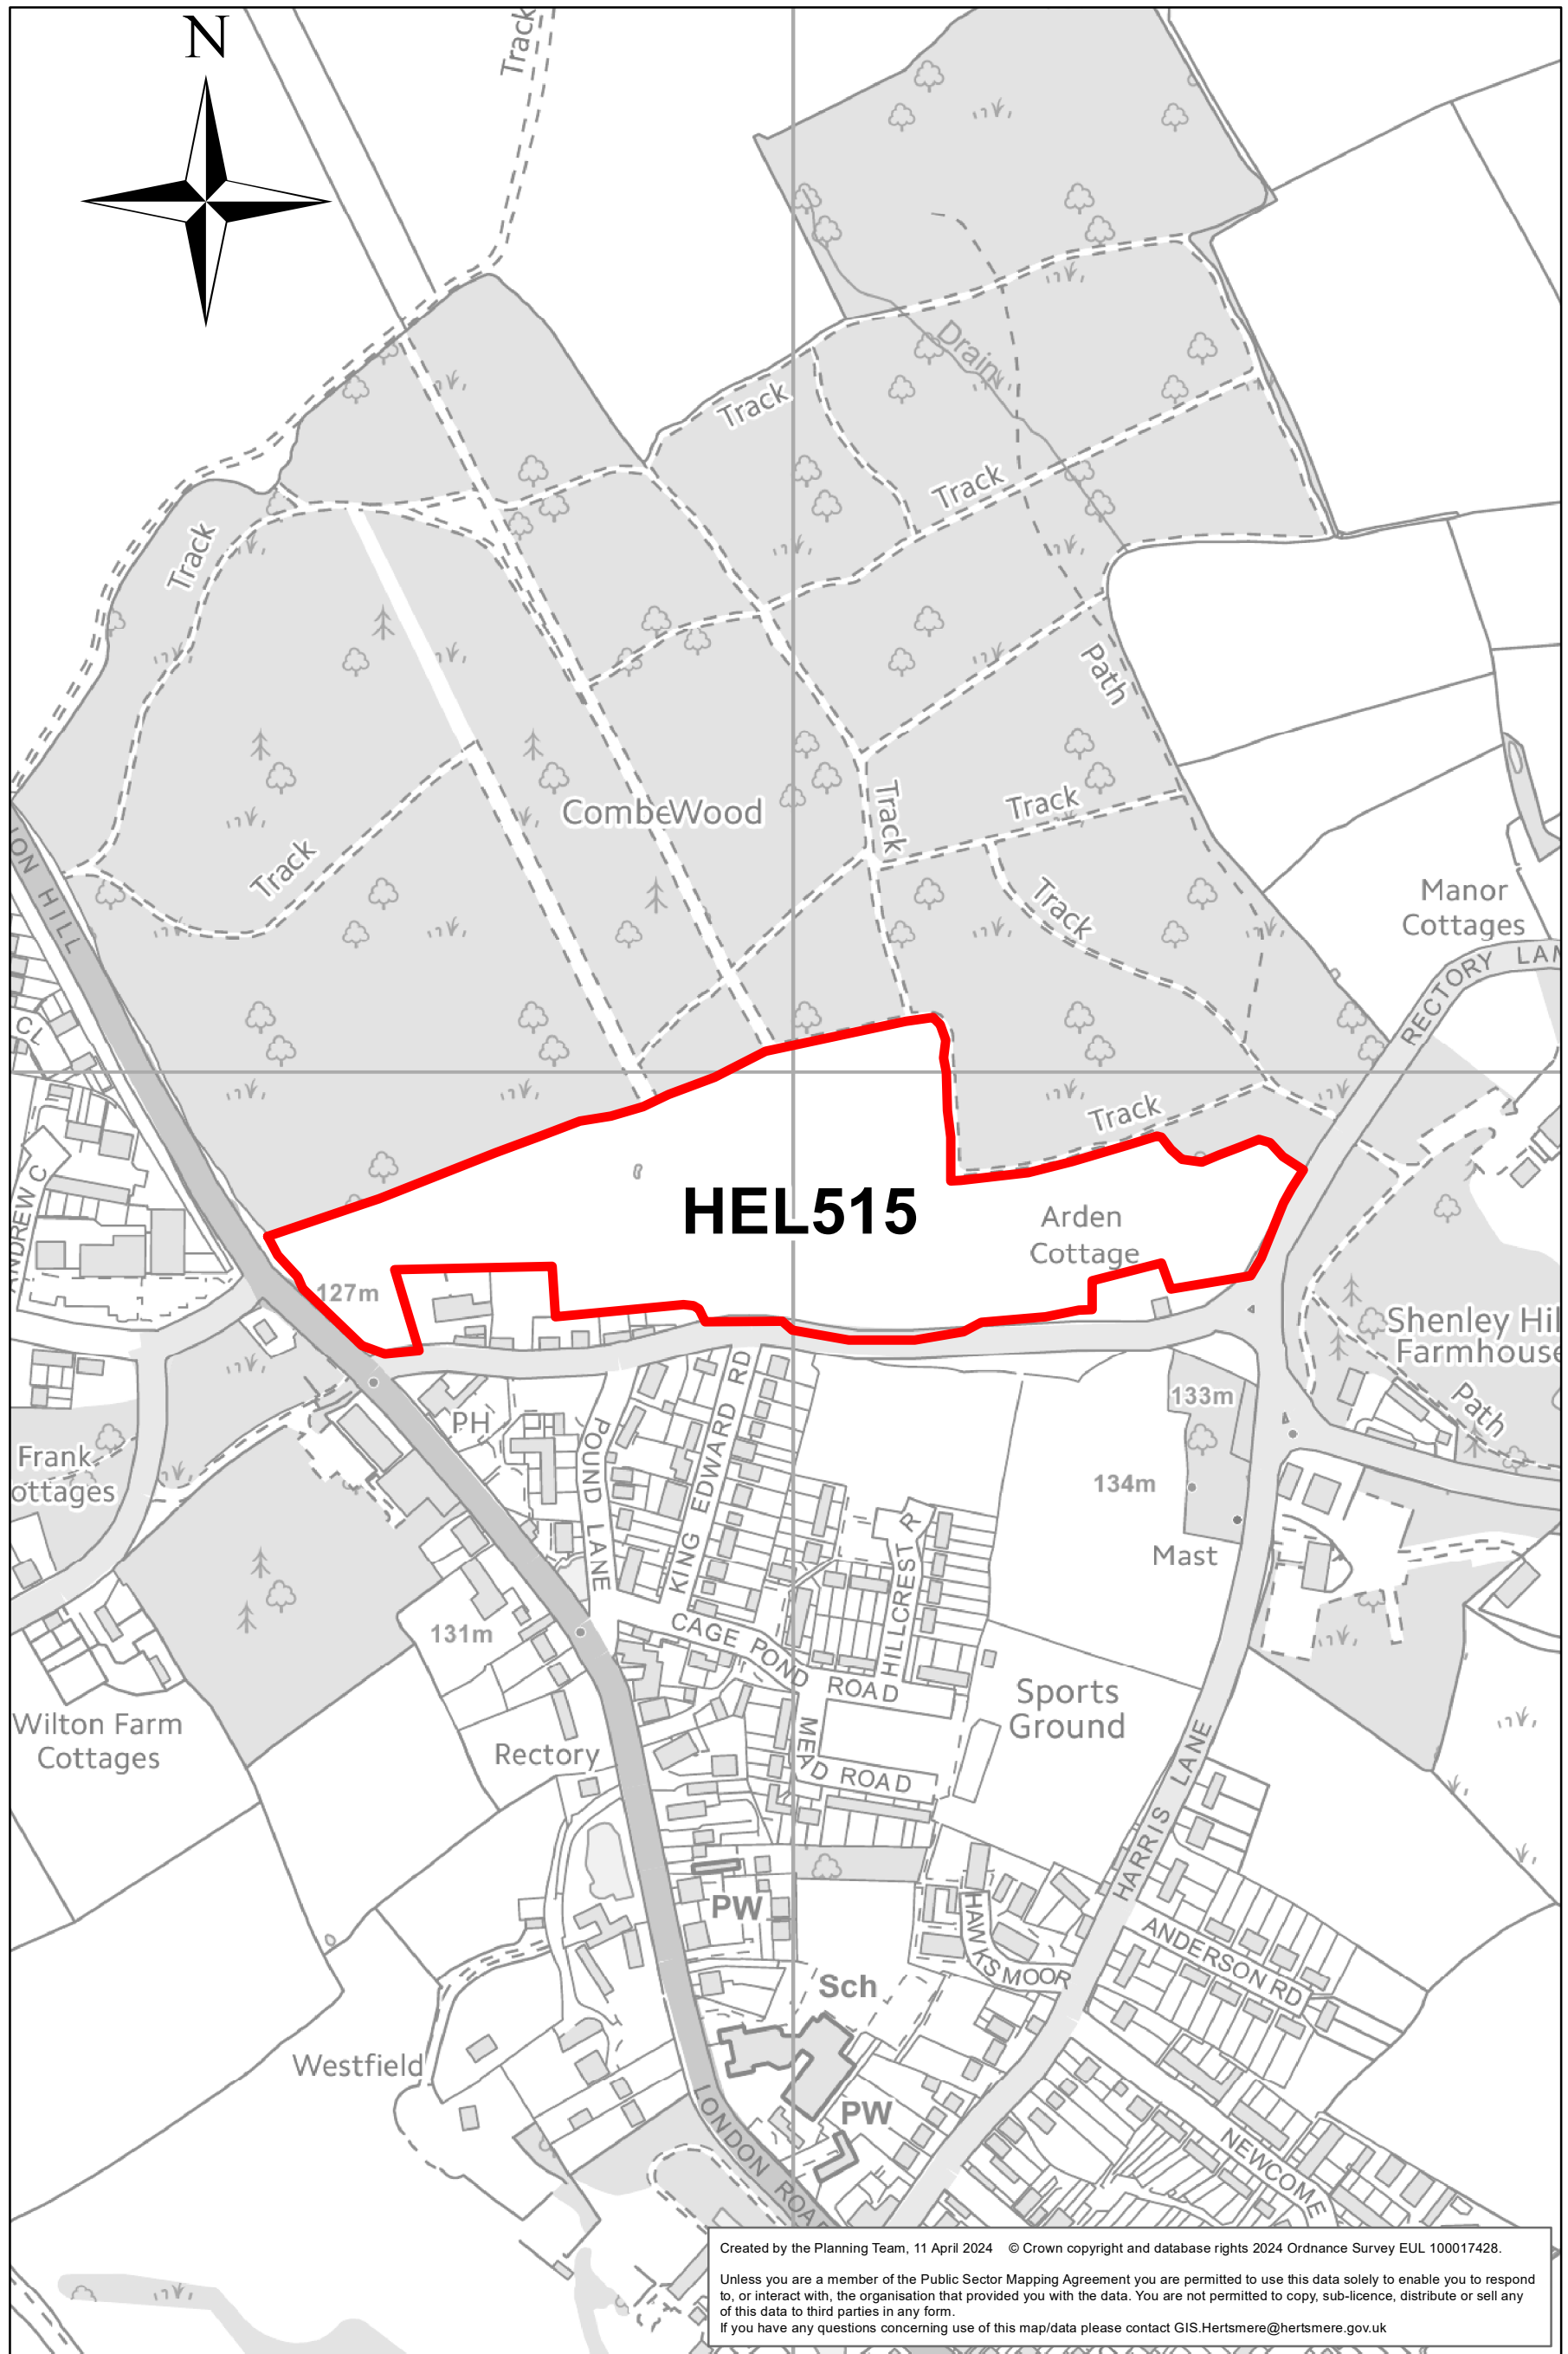 N
Track
Drain
Track
Track
Track
Path
CombeWood
Track
Track
Track
Track
Manor
Cottages
ION HILL
RECTORY LAN
CL
Track
ANDREW C
HEL515
Arden
Cottage
127m
Shenley Hil
Farmhouse
133m
Path
PH
POUND LANE
KING EDWARD RD
Frank
ottages
134m
HILLCREST R
Mast
131m
CAGE POND ROAD
Sports
Ground
Wilton Farm
Cottages
Rectory
MEAD ROAD
HARRIS LANE
PW
HAWKSMOOR
ANDERSON RD
Sch
Westfield
PW
LONDON ROAD
NEWCOME
Created by the Planning Team, 11 April 2024 © Crown copyright and database rights 2024 Ordnance Survey EUL 100017428.
Unless you are a member of the Public Sector Mapping Agreement you are permitted to use this data solely to enable you to respond
to, or interact with, the organisation that provided you with the data. You are not permitted to copy, sub-licence, distribute or sell any
of this data to third parties in any form.
If you have any questions concerning use of this map/data please contact GIS.Hertsmere@hertsmere.gov.uk